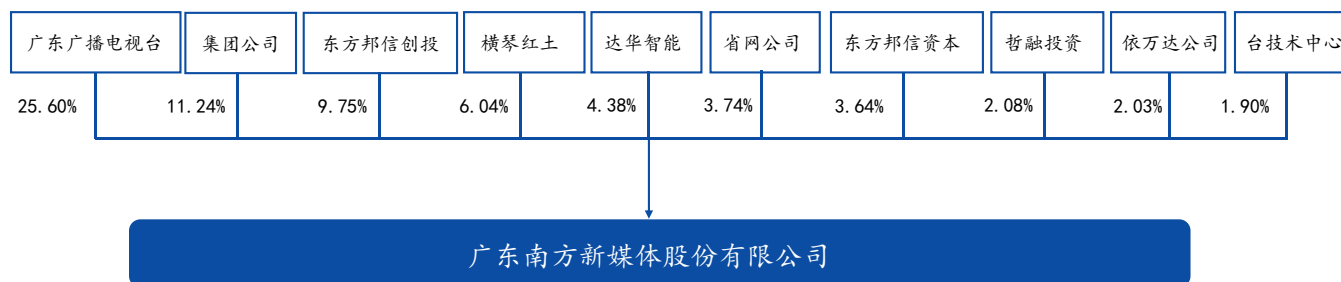 广东广播电视台 集团公司 东方邦信创投 横琴红土 达华智能 省网公司 东方邦信资本 哲融投资 依万达公司 台技术中心
25.60% 11.24% 9.75% 6.04% 4.38% 3.74% 3.64% 2.08% 2.03% 1.90%
广东南方新媒体股份有限公司